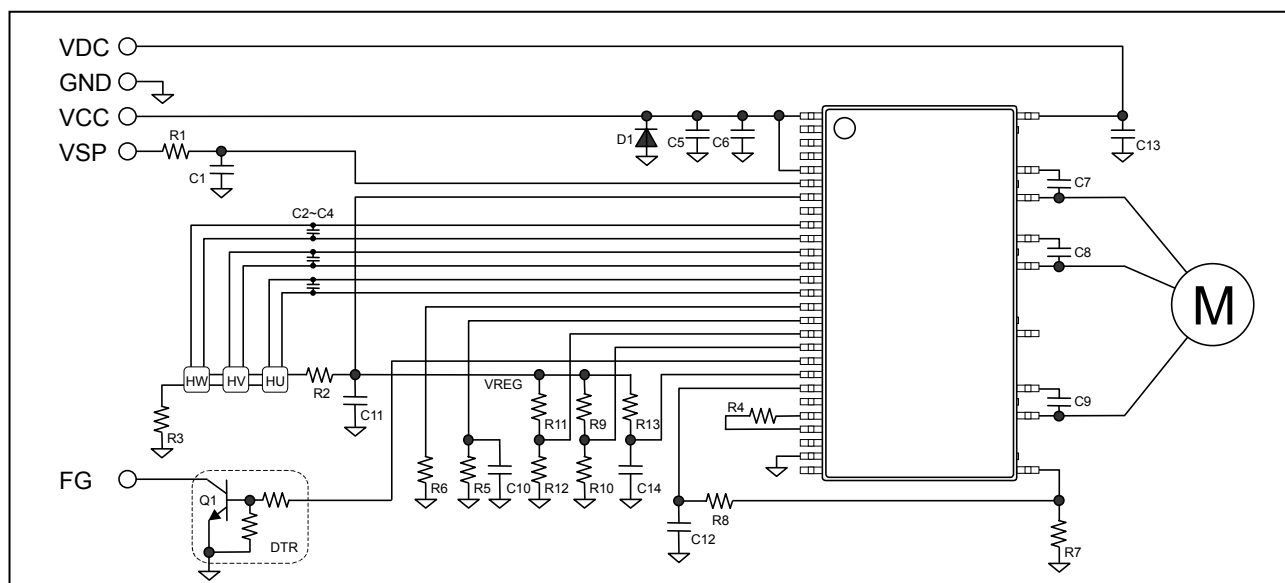 VDC
GND
VCC
VSP
R1
C1
D1
C5
C6
C13
C7
C2~C4
C8
M
HW
HV
HU
R2
VREG
C11
R11
R9
R13
R4
C9
R3
FG
Q1
DTR
R6
R5
C10
R12
R10
C14
R8
C12
R7